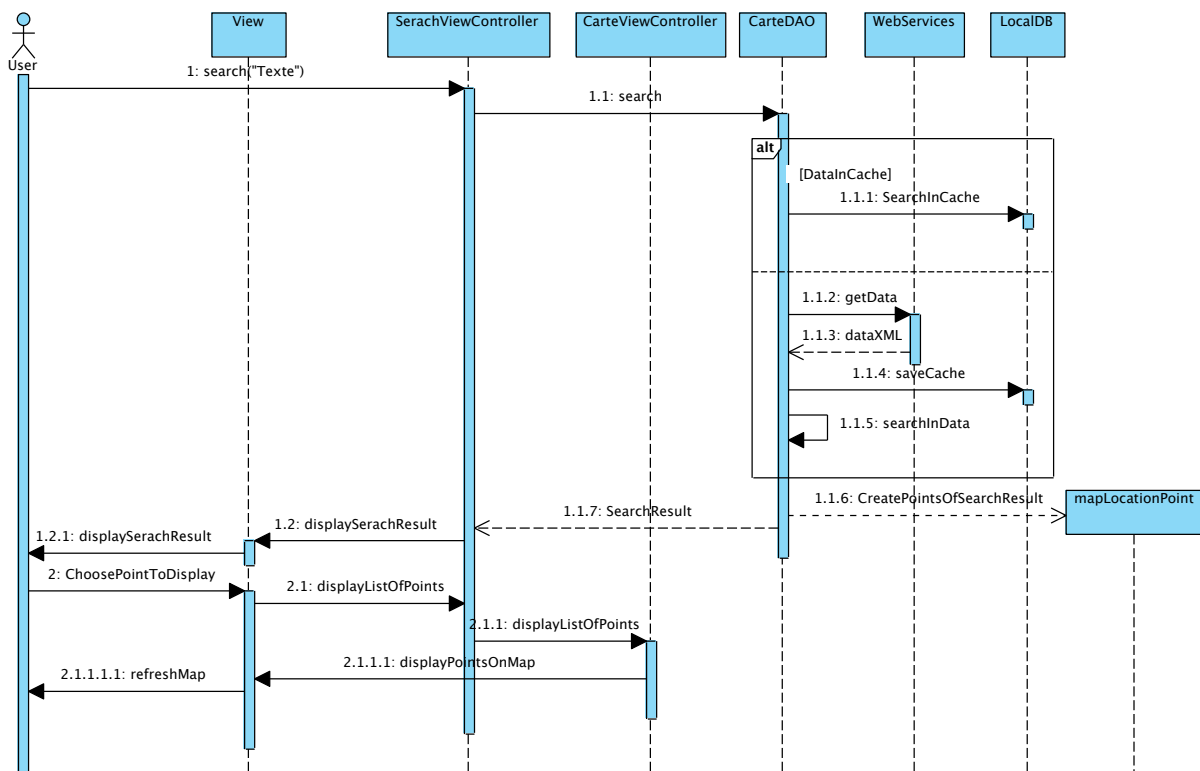 User
View
SerachViewController
CarteViewController
CarteDAO
WebServices
LocalDB
1: search("Texte")
1.1: search
alt
[DataInCache]
1.1.1: SearchInCache
1.1.2: getData
1.1.3: dataXML
1.1.4: saveCache
1.1.5: searchInData
1.1.6: CreatePointsOfSearchResult
mapLocationPoint
1.1.7: SearchResult
1.2: displaySerachResult
1.2.1: displaySerachResult
2: ChoosePointToDisplay
2.1: displayListOfPoints
2.1.1: displayListOfPoints
2.1.1.1: displayPointsOnMap
2.1.1.1.1: refreshMap